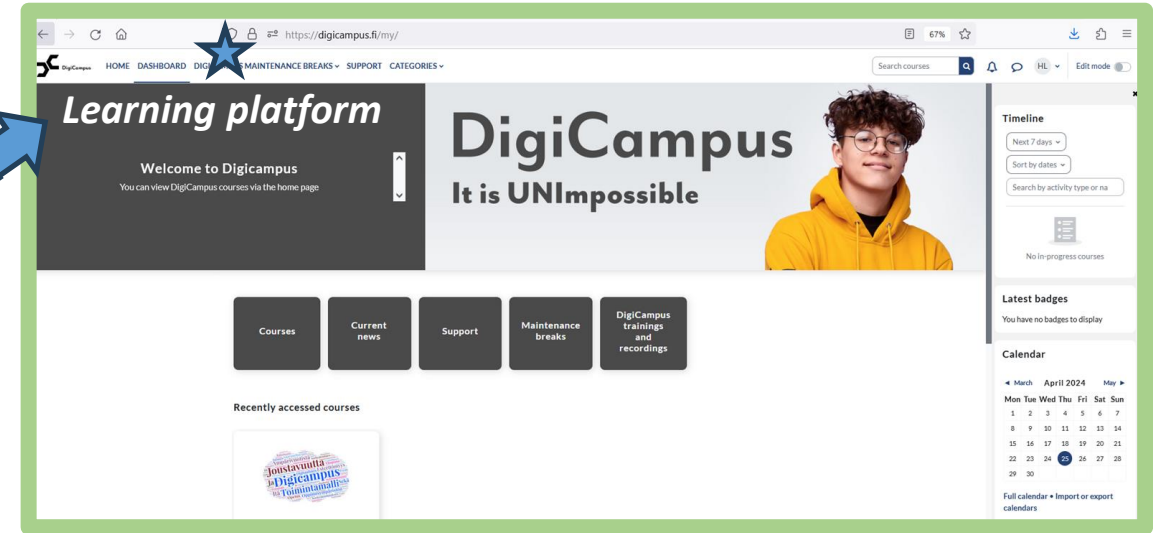 https://digicampus.fi/my/
67%
DigiCampus
HOME DASHBOARD MAINTENANCE BREAKS SUPPORT CATEGORIES
Search courses
HL
Edit mode
Learning platform
Welcome to Digicampus
You can view DigiCampus courses via the home page
DigiCampus
It is UNImpossible
Timeline
Next 7 days
Sort by dates
Search by activity type or na
No in-progress courses
Latest badges
You have no badges to display
Courses
Current
news
Support
Maintenance
breaks
DigiCampus
trainings
and
recordings
Recently accessed courses
Joustavuutta
Digicampus
Toimintamalli
Calendar
◄ March April 2024 May ►
Mon Tue Wed Thu Fri Sat Sun
1 2 3 4 5 6 7
8 9 10 11 12 13 14
15 16 17 18 19 20 21
22 23 24 25 26 27 28
29 30
Full calendar • Import or export
calendars